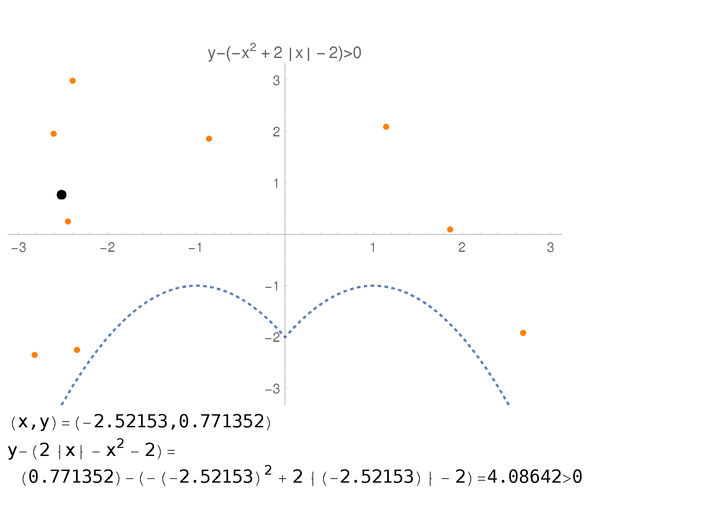 y−(−x² + 2 |x| − 2)>0
3
2
1
−3 −2 −1 1 2 3
−1
−2
−3
(x,y)=(−2.52153,0.771352)
y−(2 |x| − x² − 2)=
(0.771352)−(−(−2.52153)² + 2 |(−2.52153)| − 2)=4.08642>0